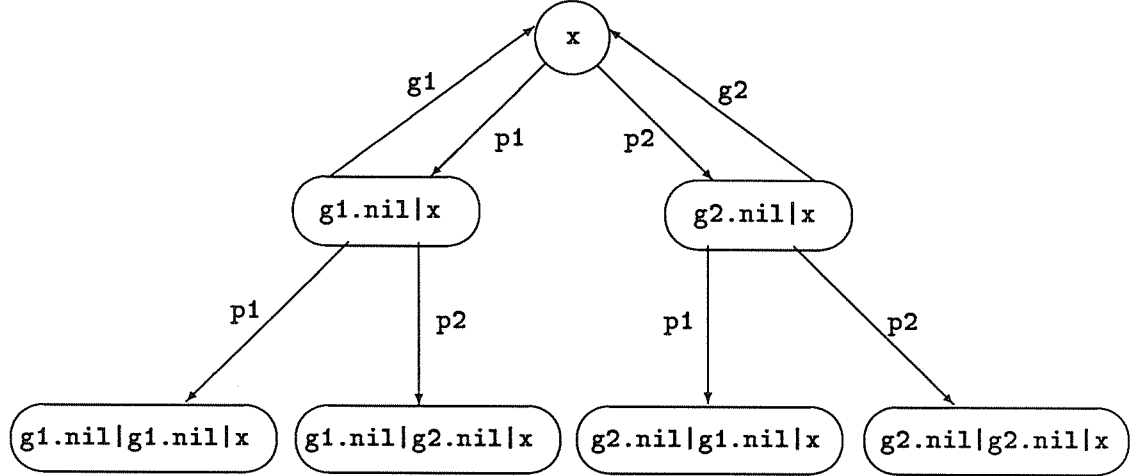 x
g1
g2
p1
p2
g1.nil|x
g2.nil|x
p1
p2
p1
p2
g1.nil|g1.nil|x
g1.nil|g2.nil|x
g2.nil|g1.nil|x
g2.nil|g2.nil|x